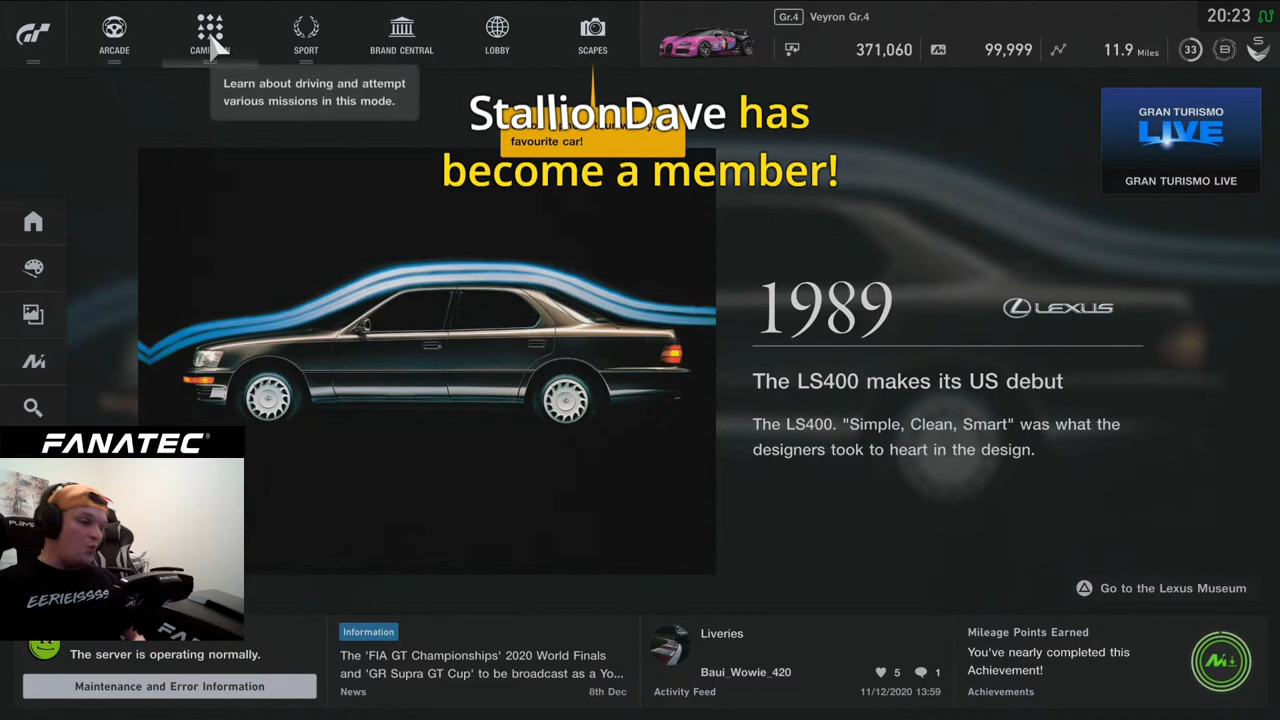 Gr.4 Veyron Gr.4
20:23
ARCADE
SPORT
BRAND CENTRAL
LOBBY
SCAPES
371,060
99,999
11.9 Miles
33
B
S
Learn about driving and attempt
various missions in this mode.
StallionDave has
become a member!
favourite car!
GRAN TURISMO
LIVE
GRAN TURISMO LIVE
1989
LEXUS
The LS400 makes its US debut
The LS400. "Simple, Clean, Smart" was what the
designers took to heart in the design.
FANATEC
FANATEC
EERIEISSSS
Go to the Lexus Museum
The server is operating normally.
Maintenance and Error Information
Information
The 'FIA GT Championships' 2020 World Finals
and 'GR Supra GT Cup' to be broadcast as a Yo...
News
8th Dec
Liveries
Baui_Wowie_420
5
1
Activity Feed
11/12/2020 13:59
Mileage Points Earned
You've nearly completed this
Achievement!
Achievements